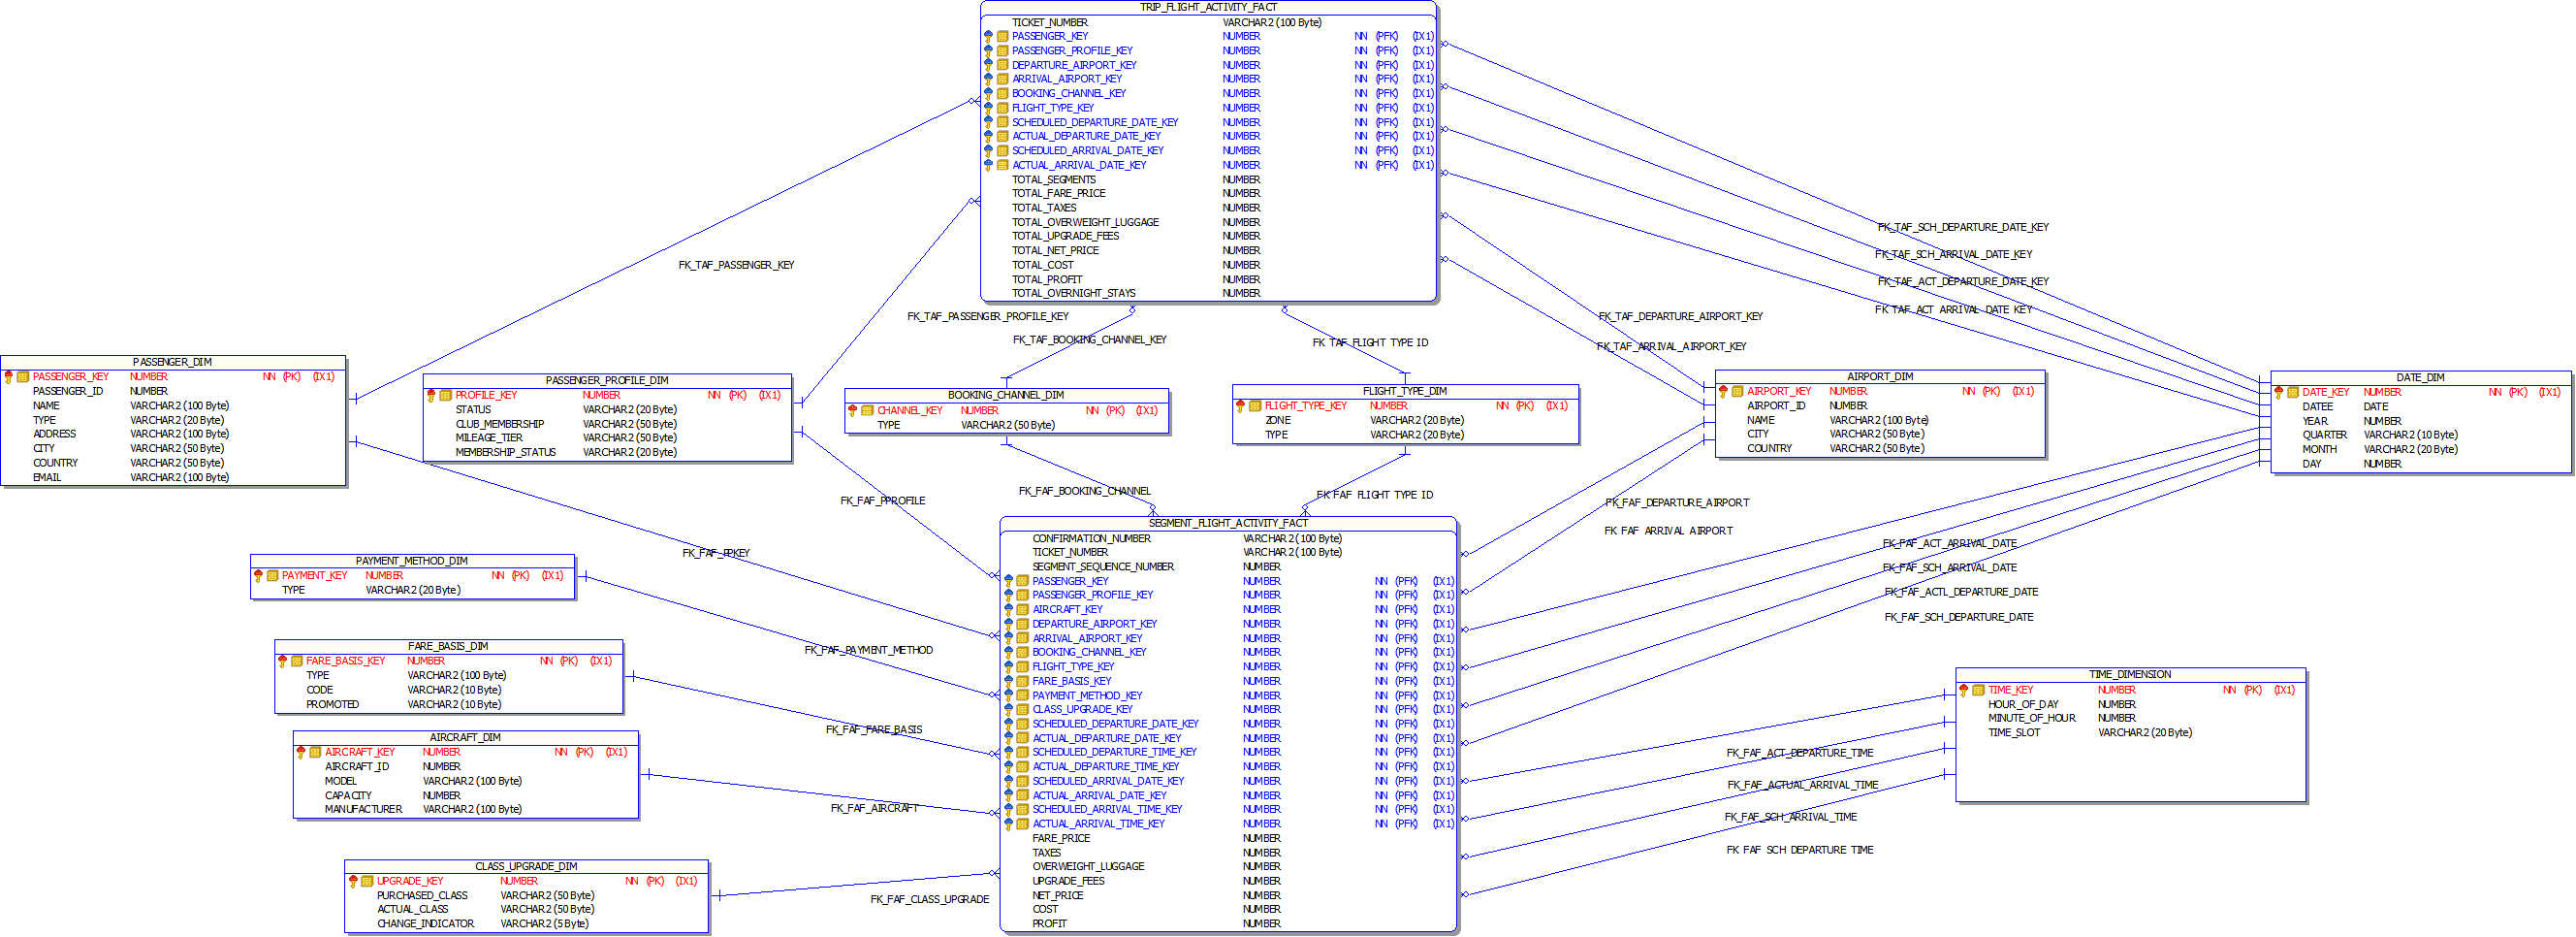 TRIP_FLIGHT_ACTIVITY_FACT
TICKET_NUMBER VARCHAR2 (100 Byte)
PASSENGER_KEY NUMBER NN (PFK) (IX1)
PASSENGER_PROFILE_KEY NUMBER NN (PFK) (IX1)
DEPARTURE_AIRPORT_KEY NUMBER NN (PFK) (IX1)
ARRIVAL_AIRPORT_KEY NUMBER NN (PFK) (IX1)
BOOKING_CHANNEL_KEY NUMBER NN (PFK) (IX1)
FLIGHT_TYPE_KEY NUMBER NN (PFK) (IX1)
SCHEDULED_DEPARTURE_DATE_KEY NUMBER NN (PFK) (IX1)
ACTUAL_DEPARTURE_DATE_KEY NUMBER NN (PFK) (IX1)
SCHEDULED_ARRIVAL_DATE_KEY NUMBER NN (PFK) (IX1)
ACTUAL_ARRIVAL_DATE_KEY NUMBER NN (PFK) (IX1)
TOTAL_SEGMENTS NUMBER
TOTAL_FARE_PRICE NUMBER
TOTAL_TAXES NUMBER
TOTAL_OVERWEIGHT_LUGGAGE NUMBER
TOTAL_UPGRADE_FEES NUMBER
TOTAL_NET_PRICE NUMBER
TOTAL_COST NUMBER
TOTAL_PROFIT NUMBER
TOTAL_OVERNIGHT_STAYS NUMBER
FK_TAF_SCH_DEPARTURE_DATE_KEY
FK_TAF_SCH_ARRIVAL_DATE_KEY
FK_TAF_ACT_DEPARTURE_DATE_KEY
FK_TAF_ACT_ARRIVAL_DATE_KEY
FK_TAF_PASSENGER_KEY
FK_TAF_PASSENGER_PROFILE_KEY
FK_TAF_BOOKING_CHANNEL_KEY
FK_TAF_FLIGHT TYPE ID
FK_TAF_DEPARTURE_AIRPORT_KEY
FK_TAF_ARRIVAL_AIRPORT_KEY
PASSENGER_DIM
PASSENGER_KEY NUMBER NN (PK) (IX1)
PASSENGER_ID NUMBER
NAME VARCHAR2 (100 Byte)
TYPE VARCHAR2 (20 Byte)
ADDRESS VARCHAR2 (100 Byte)
CITY VARCHAR2 (50 Byte)
COUNTRY VARCHAR2 (50 Byte)
EMAIL VARCHAR2 (100 Byte)
PASSENGER_PROFILE_DIM
PROFILE_KEY NUMBER NN (PK) (IX1)
STATUS VARCHAR2 (20 Byte)
CLUB_MEMBERSHIP VARCHAR2 (50 Byte)
MILEAGE_TIER VARCHAR2 (50 Byte)
MEMBERSHIP_STATUS VARCHAR2 (20 Byte)
BOOKING_CHANNEL_DIM
CHANNEL_KEY NUMBER NN (PK) (IX1)
TYPE VARCHAR2 (50 Byte)
FLIGHT_TYPE_DIM
FLIGHT_TYPE_KEY NUMBER NN (PK) (IX1)
ZONE VARCHAR2 (20 Byte)
TYPE VARCHAR2 (20 Byte)
AIRPORT_DIM
AIRPORT_KEY NUMBER NN (PK) (IX1)
AIRPORT_ID NUMBER
NAME VARCHAR2 (100 Byte)
CITY VARCHAR2 (50 Byte)
COUNTRY VARCHAR2 (50 Byte)
DATE_DIM
DATE_KEY NUMBER NN (PK) (IX1)
DATEE DATE
YEAR NUMBER
QUARTER VARCHAR2 (10 Byte)
MONTH VARCHAR2 (20 Byte)
DAY NUMBER
FK_FAF_PPROFILE
FK_FAF_BOOKING_CHANNEL
FK_FAF_FLIGHT TYPE ID
FK_FAF_DEPARTURE_AIRPORT
FK_FAF_ARRIVAL_AIRPORT
FK_FAF_ACT_ARRIVAL_DATE
FK_FAF_SCH_ARRIVAL_DATE
FK_FAF_ACTL_DEPARTURE_DATE
FK_FAF_SCH_DEPARTURE_DATE
FK_FAF_PPKEY
PAYMENT_METHOD_DIM
PAYMENT_KEY NUMBER NN (PK) (IX1)
TYPE VARCHAR2 (20 Byte)
FK_FAF_PAYMENT_METHOD
FARE_BASIS_DIM
FARE_BASIS_KEY NUMBER NN (PK) (IX1)
TYPE VARCHAR2 (100 Byte)
CODE VARCHAR2 (10 Byte)
PROMOTED VARCHAR2 (10 Byte)
FK_FAF_FARE_BASIS
AIRCRAFT_DIM
AIRCRAFT_KEY NUMBER NN (PK) (IX1)
AIRCRAFT_ID NUMBER
MODEL VARCHAR2 (100 Byte)
CAPACITY NUMBER
MANUFACTURER VARCHAR2 (100 Byte)
FK_FAF_AIRCRAFT
CLASS_UPGRADE_DIM
UPGRADE_KEY NUMBER NN (PK) (IX1)
PURCHASED_CLASS VARCHAR2 (50 Byte)
ACTUAL_CLASS VARCHAR2 (50 Byte)
CHANGE_INDICATOR VARCHAR2 (5 Byte)
FK_FAF_CLASS_UPGRADE
SEGMENT_FLIGHT_ACTIVITY_FACT
CONFIRMATION_NUMBER VARCHAR2 (100 Byte)
TICKET_NUMBER VARCHAR2 (100 Byte)
SEGMENT_SEQUENCE_NUMBER NUMBER
PASSENGER_KEY NUMBER NN (PFK) (IX1)
PASSENGER_PROFILE_KEY NUMBER NN (PFK) (IX1)
AIRCRAFT_KEY NUMBER NN (PFK) (IX1)
DEPARTURE_AIRPORT_KEY NUMBER NN (PFK) (IX1)
ARRIVAL_AIRPORT_KEY NUMBER NN (PFK) (IX1)
BOOKING_CHANNEL_KEY NUMBER NN (PFK) (IX1)
FLIGHT_TYPE_KEY NUMBER NN (PFK) (IX1)
FARE_BASIS_KEY NUMBER NN (PFK) (IX1)
PAYMENT_METHOD_KEY NUMBER NN (PFK) (IX1)
CLASS_UPGRADE_KEY NUMBER NN (PFK) (IX1)
SCHEDULED_DEPARTURE_DATE_KEY NUMBER NN (PFK) (IX1)
ACTUAL_DEPARTURE_DATE_KEY NUMBER NN (PFK) (IX1)
SCHEDULED_DEPARTURE_TIME_KEY NUMBER NN (PFK) (IX1)
ACTUAL_DEPARTURE_TIME_KEY NUMBER NN (PFK) (IX1)
SCHEDULED_ARRIVAL_DATE_KEY NUMBER NN (PFK) (IX1)
ACTUAL_ARRIVAL_DATE_KEY NUMBER NN (PFK) (IX1)
SCHEDULED_ARRIVAL_TIME_KEY NUMBER NN (PFK) (IX1)
ACTUAL_ARRIVAL_TIME_KEY NUMBER NN (PFK) (IX1)
FARE_PRICE NUMBER
TAXES NUMBER
OVERWEIGHT_LUGGAGE NUMBER
UPGRADE_FEES NUMBER
NET_PRICE NUMBER
COST NUMBER
PROFIT NUMBER
TIME_DIMENSION
TIME_KEY NUMBER NN (PK) (IX1)
HOUR_OF_DAY NUMBER
MINUTE_OF_HOUR NUMBER
TIME_SLOT VARCHAR2 (20 Byte)
FK_FAF_ACT_DEPARTURE_TIME
FK_FAF_ACTUAL_ARRIVAL_TIME
FK_FAF_SCH_ARRIVAL_TIME
FK_FAF_SCH_DEPARTURE_TIME